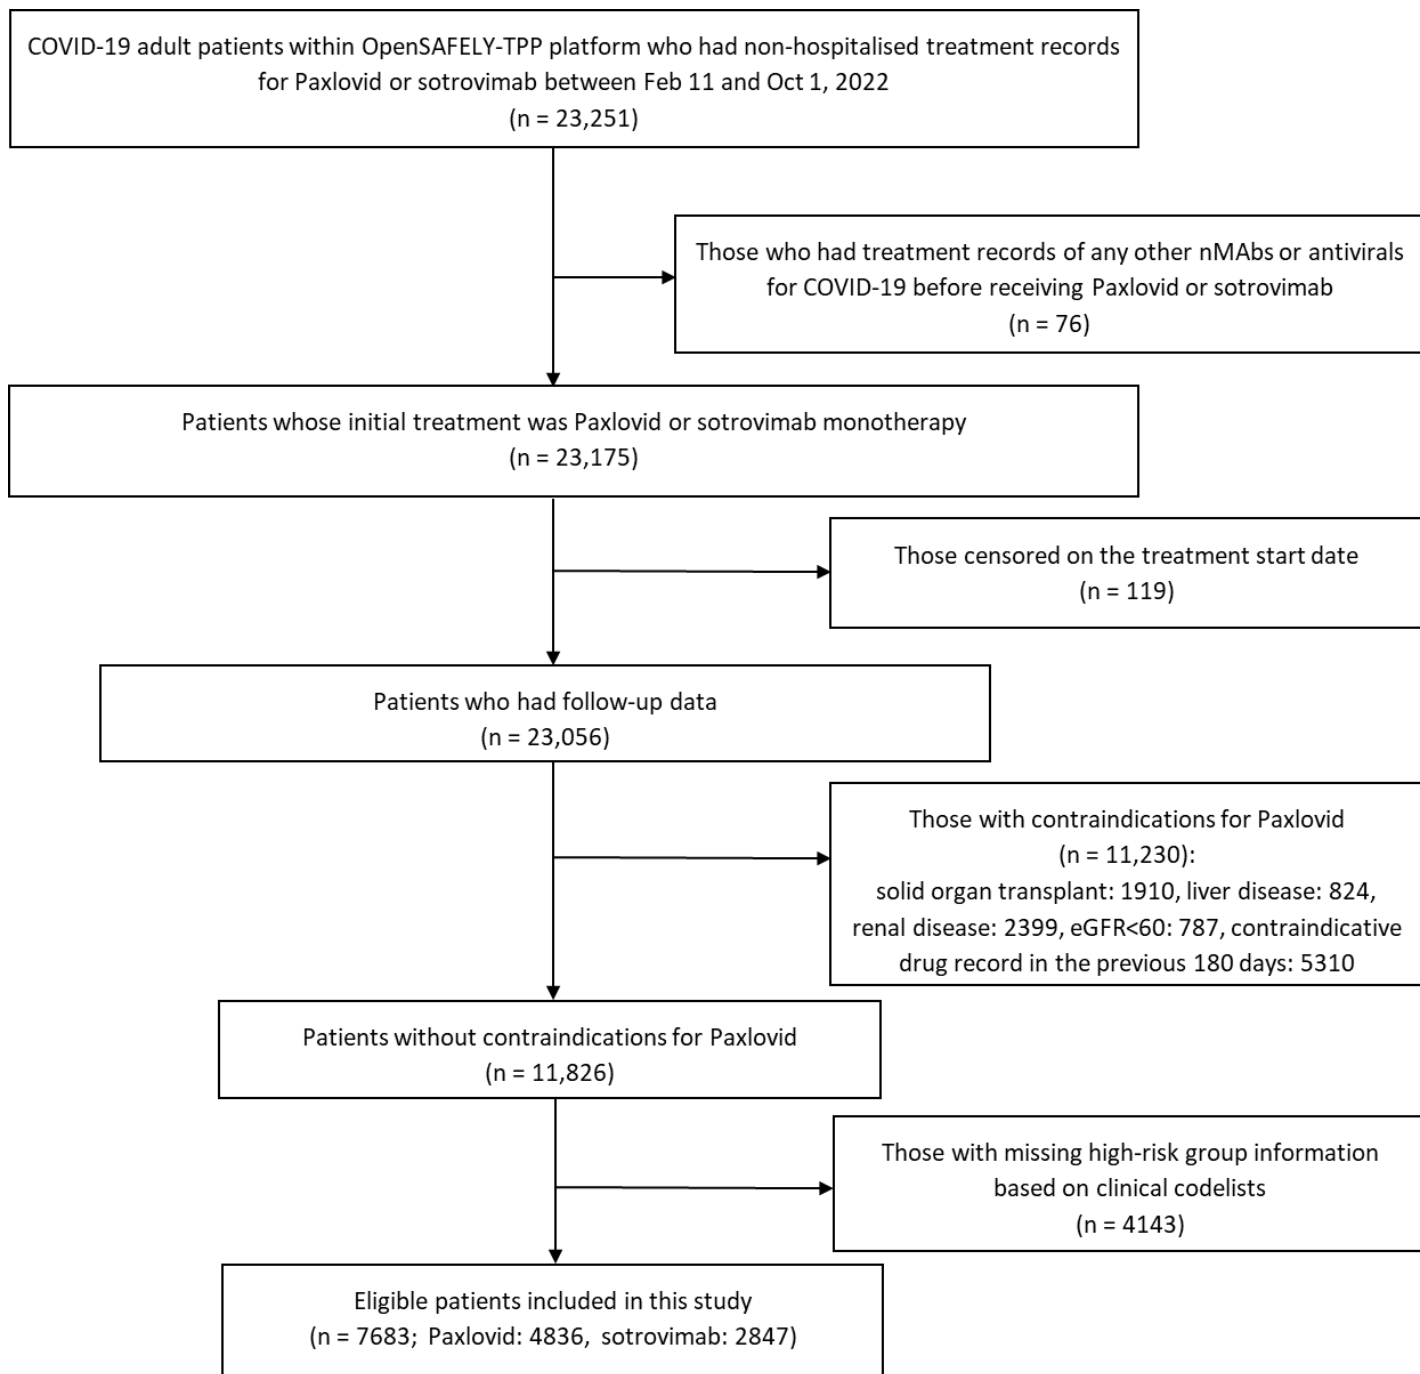 COVID-19 adult patients within OpenSAFELY-TPP platform who had non-hospitalised treatment records
for Paxlovid or sotrovimab between Feb 11 and Oct 1, 2022
(n = 23,251)
Those who had treatment records of any other nMAbs or antivirals
for COVID-19 before receiving Paxlovid or sotrovimab
(n = 76)
Patients whose initial treatment was Paxlovid or sotrovimab monotherapy
(n = 23,175)
Those censored on the treatment start date
(n = 119)
Patients who had follow-up data
(n = 23,056)
Those with contraindications for Paxlovid
(n = 11,230):
solid organ transplant: 1910, liver disease: 824,
renal disease: 2399, eGFR<60: 787, contraindicative
drug record in the previous 180 days: 5310
Patients without contraindications for Paxlovid
(n = 11,826)
Those with missing high-risk group information
based on clinical codelists
(n = 4143)
Eligible patients included in this study
(n = 7683; Paxlovid: 4836, sotrovimab: 2847)